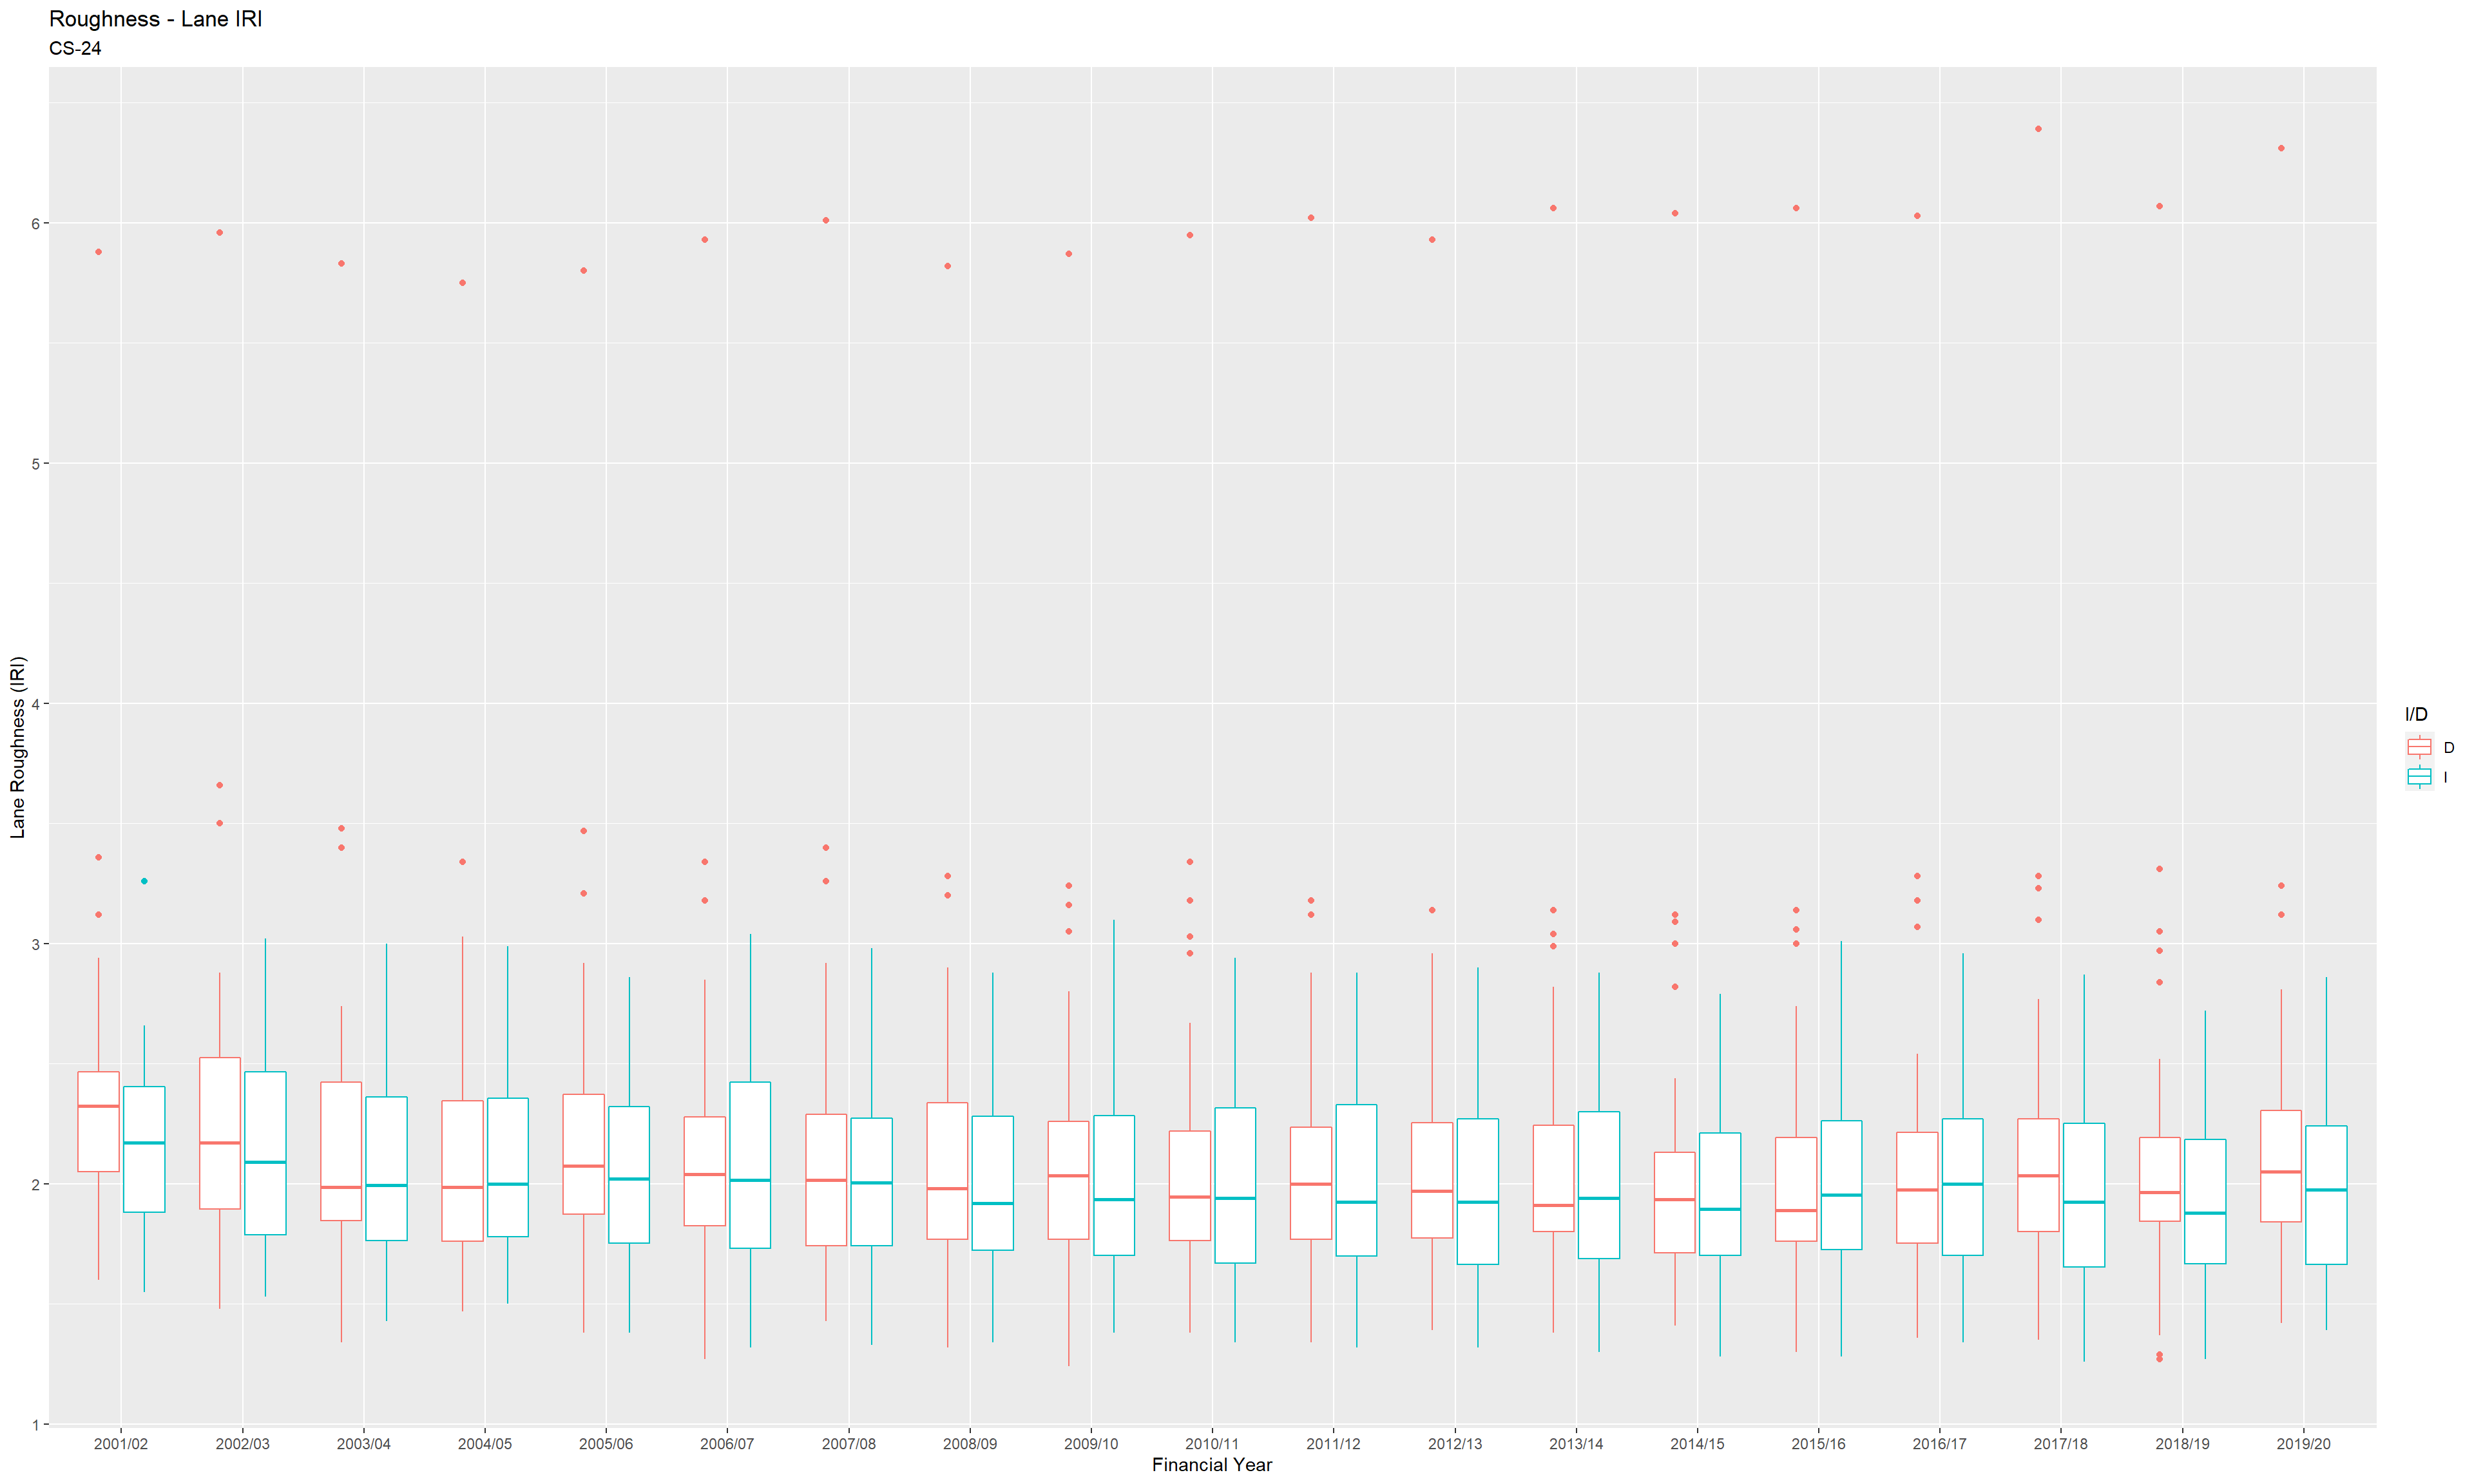 Roughness - Lane IRI
CS-24
Lane Roughness (IRI)
6
5
4
3
2
1
2001/02 2002/03 2003/04 2004/05 2005/06 2006/07 2007/08 2008/09 2009/10 2010/11 2011/12 2012/13 2013/14 2014/15 2015/16 2016/17 2017/18 2018/19 2019/20
Financial Year
I/D
D
I